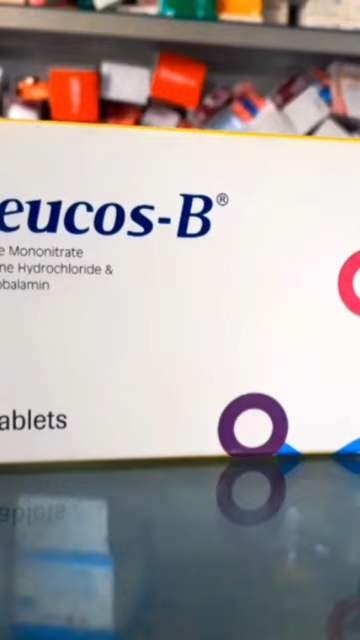 eucos-B®
e Mononitrate
ne Hydrochloride &
obalamin
ablets